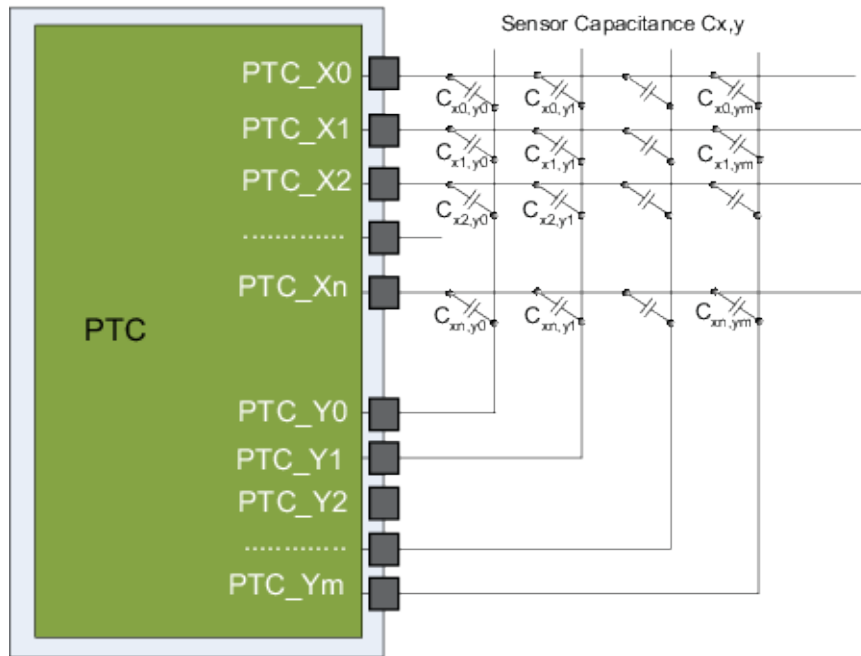 Sensor Capacitance Cx,y
PTC_X0
Cx0,y0 Cx0,y1 Cx0,ym
PTC_X1
Cx1,y0 Cx1,y1 Cx1,ym
PTC_X2
Cx2,y0 Cx2,y1
..............
PTC_Xn
Cxn,y0 Cxn,y1 Cxn,ym
PTC
PTC_Y0
PTC_Y1
PTC_Y2
..............
PTC_Ym